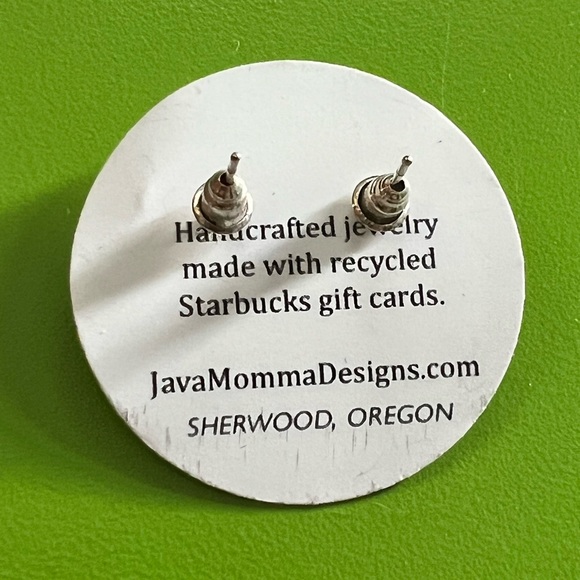 Handcrafted jewelry
made with recycled
Starbucks gift cards.
JavaMommaDesigns.com
SHERWOOD, OREGON